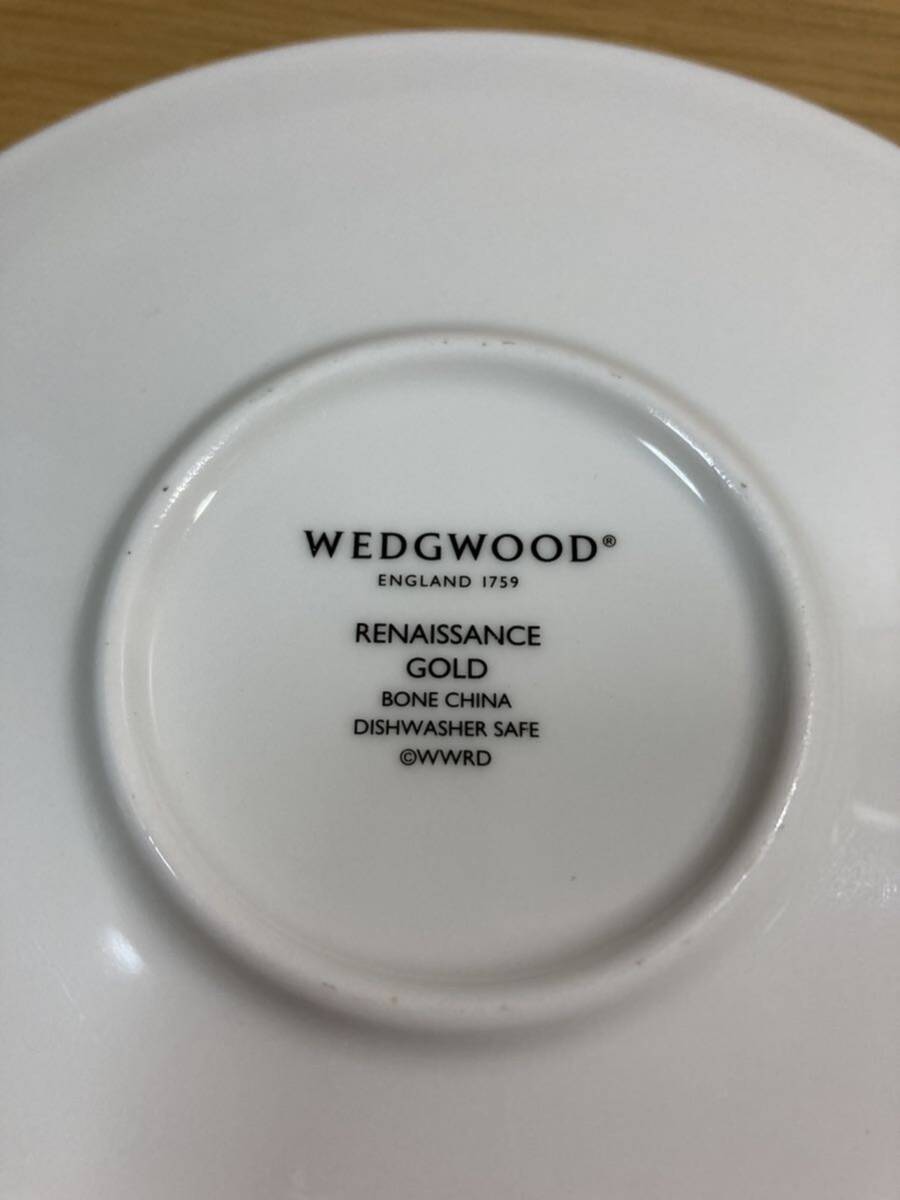 WEDGWOOD®
ENGLAND 1759
RENAISSANCE
GOLD
BONE CHINA
DISHWASHER SAFE
©WWRD